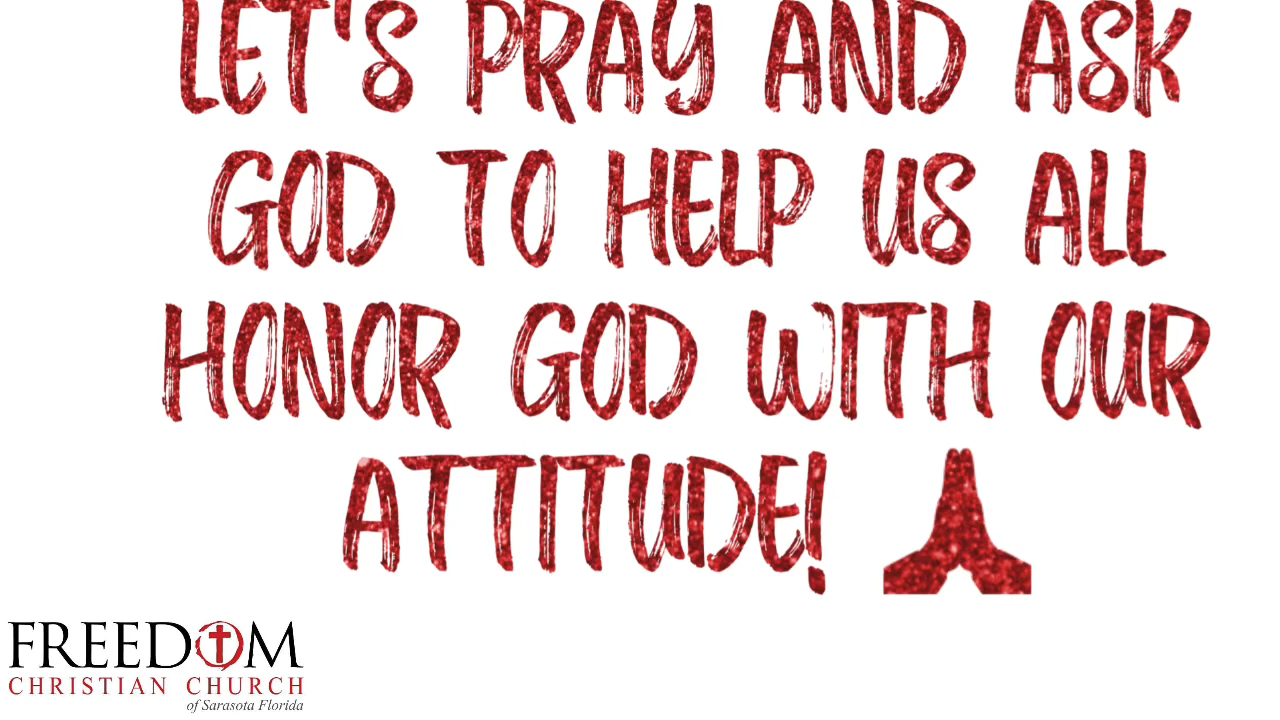 LET'S PRAY AND ASK
GOD TO HELP US ALL
HONOR GOD WITH OUR
ATTITUDE!
FREEDOM
CHRISTIAN CHURCH
of Sarasota Florida